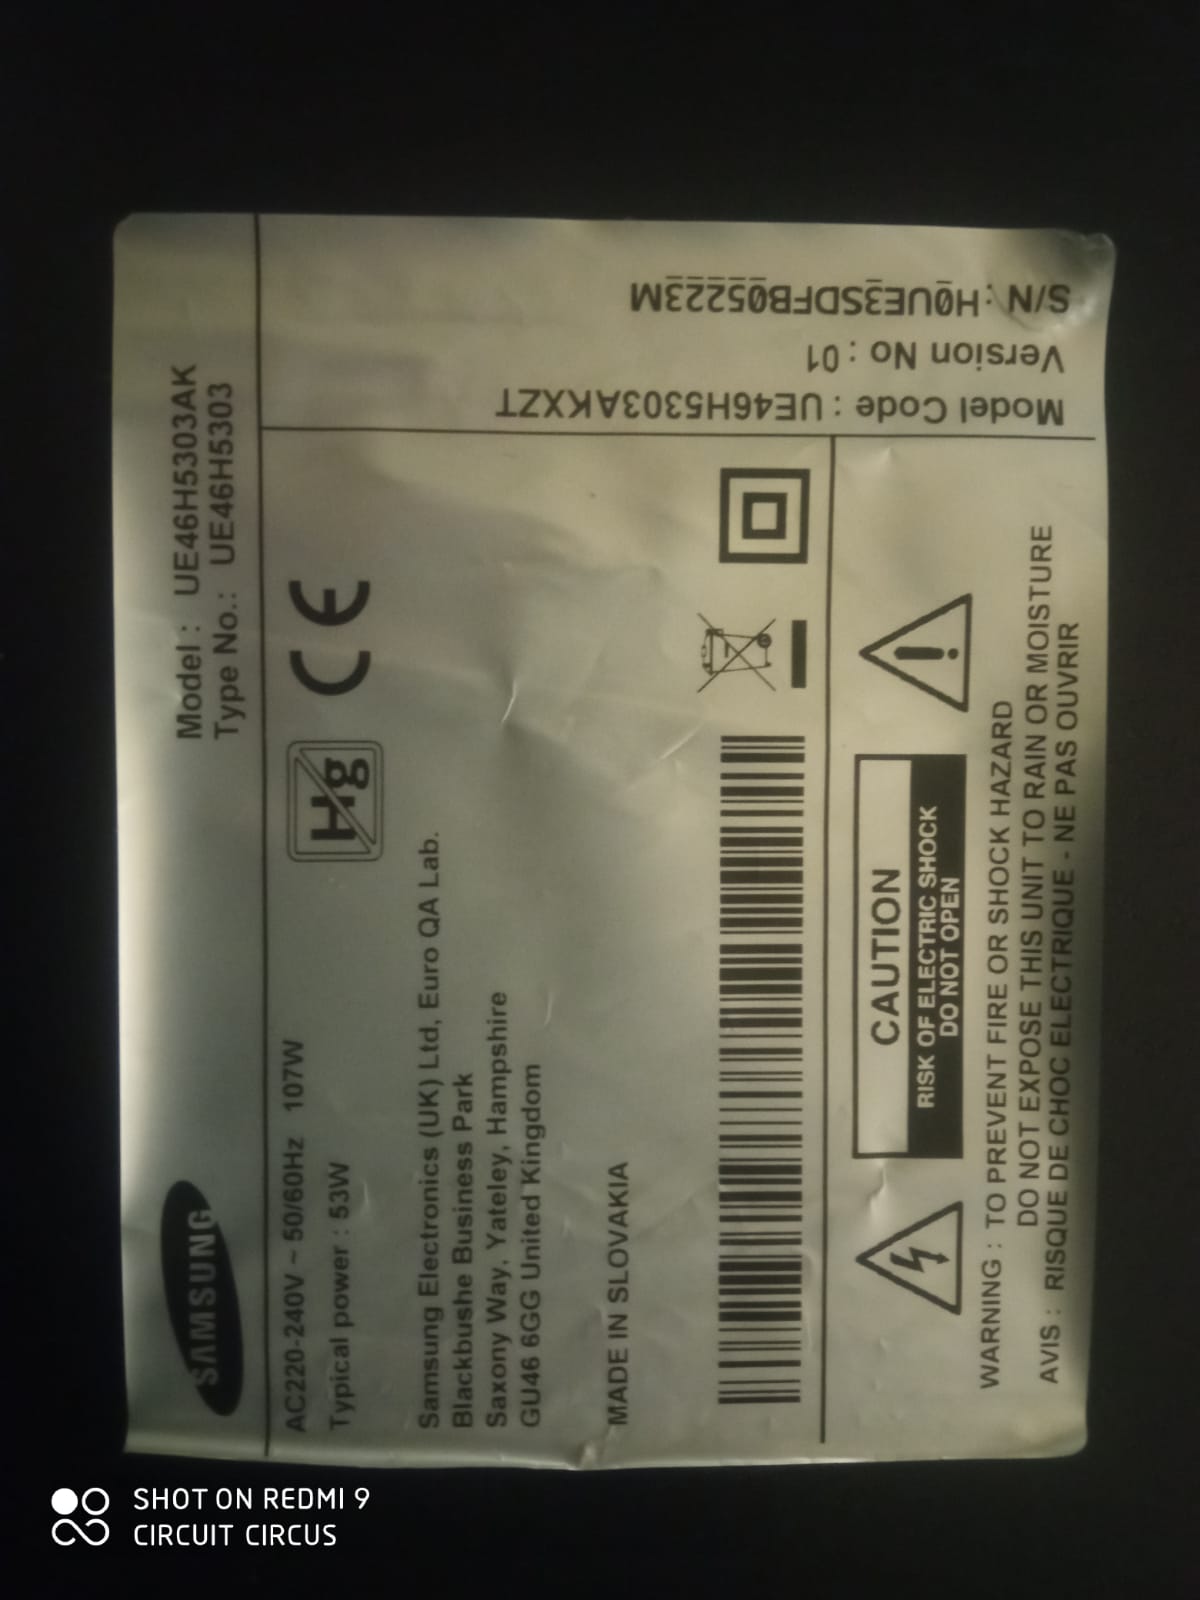 SHOT ON REDMI 9
CIRCUIT CIRCUS
SAMSUNG
Model : UE46H5303AK
Type No.: UE46H5303
AC220-240V ~ 50/60Hz 107W
Typical power : 53W
Hg
CE
Samsung Electronics (UK) Ltd, Euro QA Lab.
Blackbushe Business Park
Saxony Way, Yateley, Hampshire
GU46 6GG United Kingdom
MADE IN SLOVAKIA
CAUTION
RISK OF ELECTRIC SHOCK
DO NOT OPEN
WARNING : TO PREVENT FIRE OR SHOCK HAZARD
DO NOT EXPOSE THIS UNIT TO RAIN OR MOISTURE
AVIS : RISQUE DE CHOC ELECTRIQUE - NE PAS OUVRIR
Model Code : UE46H5303AKXZT
Version No : 01
S/N : H0UE3SDFB05223M